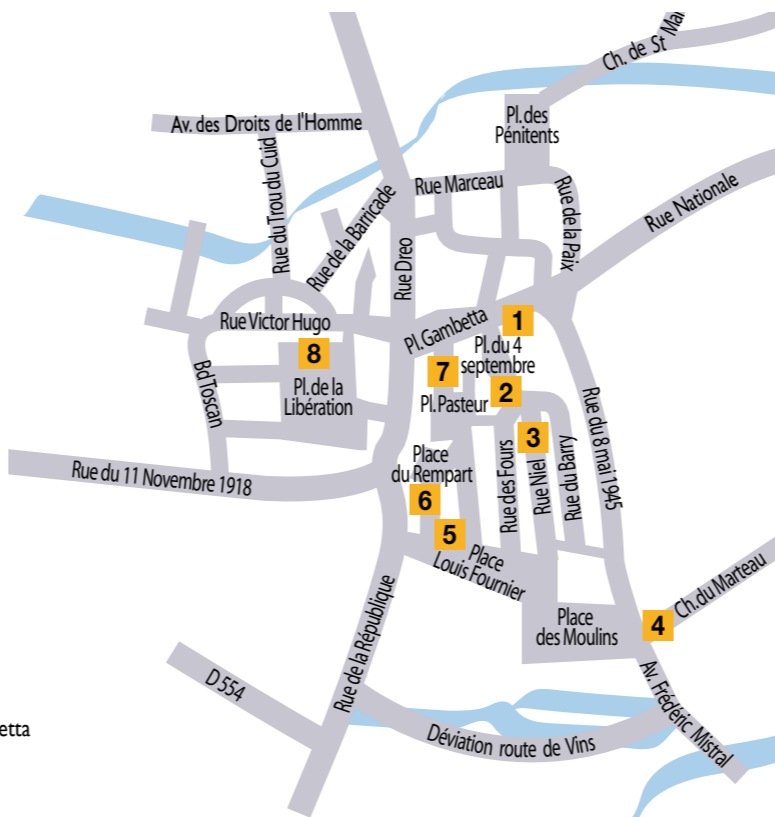 Ch. de St Mar
Pl. des
Pénitents
Av. des Droits de l'Homme
Rue du Trou du Cuid
Rue de la Barricade
Rue Marceau
Rue de la Paix
Rue Nationale
Rue Dreo
Rue Victor Hugo
Pl. Gambetta
1
8
Pl. du 4
septembre
7
2
Pl. de la
Libération
Bd Toscan
Pl. Pasteur
3
Rue du 8 mai 1945
Rue des Fours
Rue Niel
Rue du Barry
Place
du Rempart
Rue du 11 Novembre 1918
6
5
Place
Louis Fournier
Place
des Moulins
4
Ch. du Marteau
Rue de la République
D 554
Av. Frédéric Mistral
Déviation route de Vins
etta